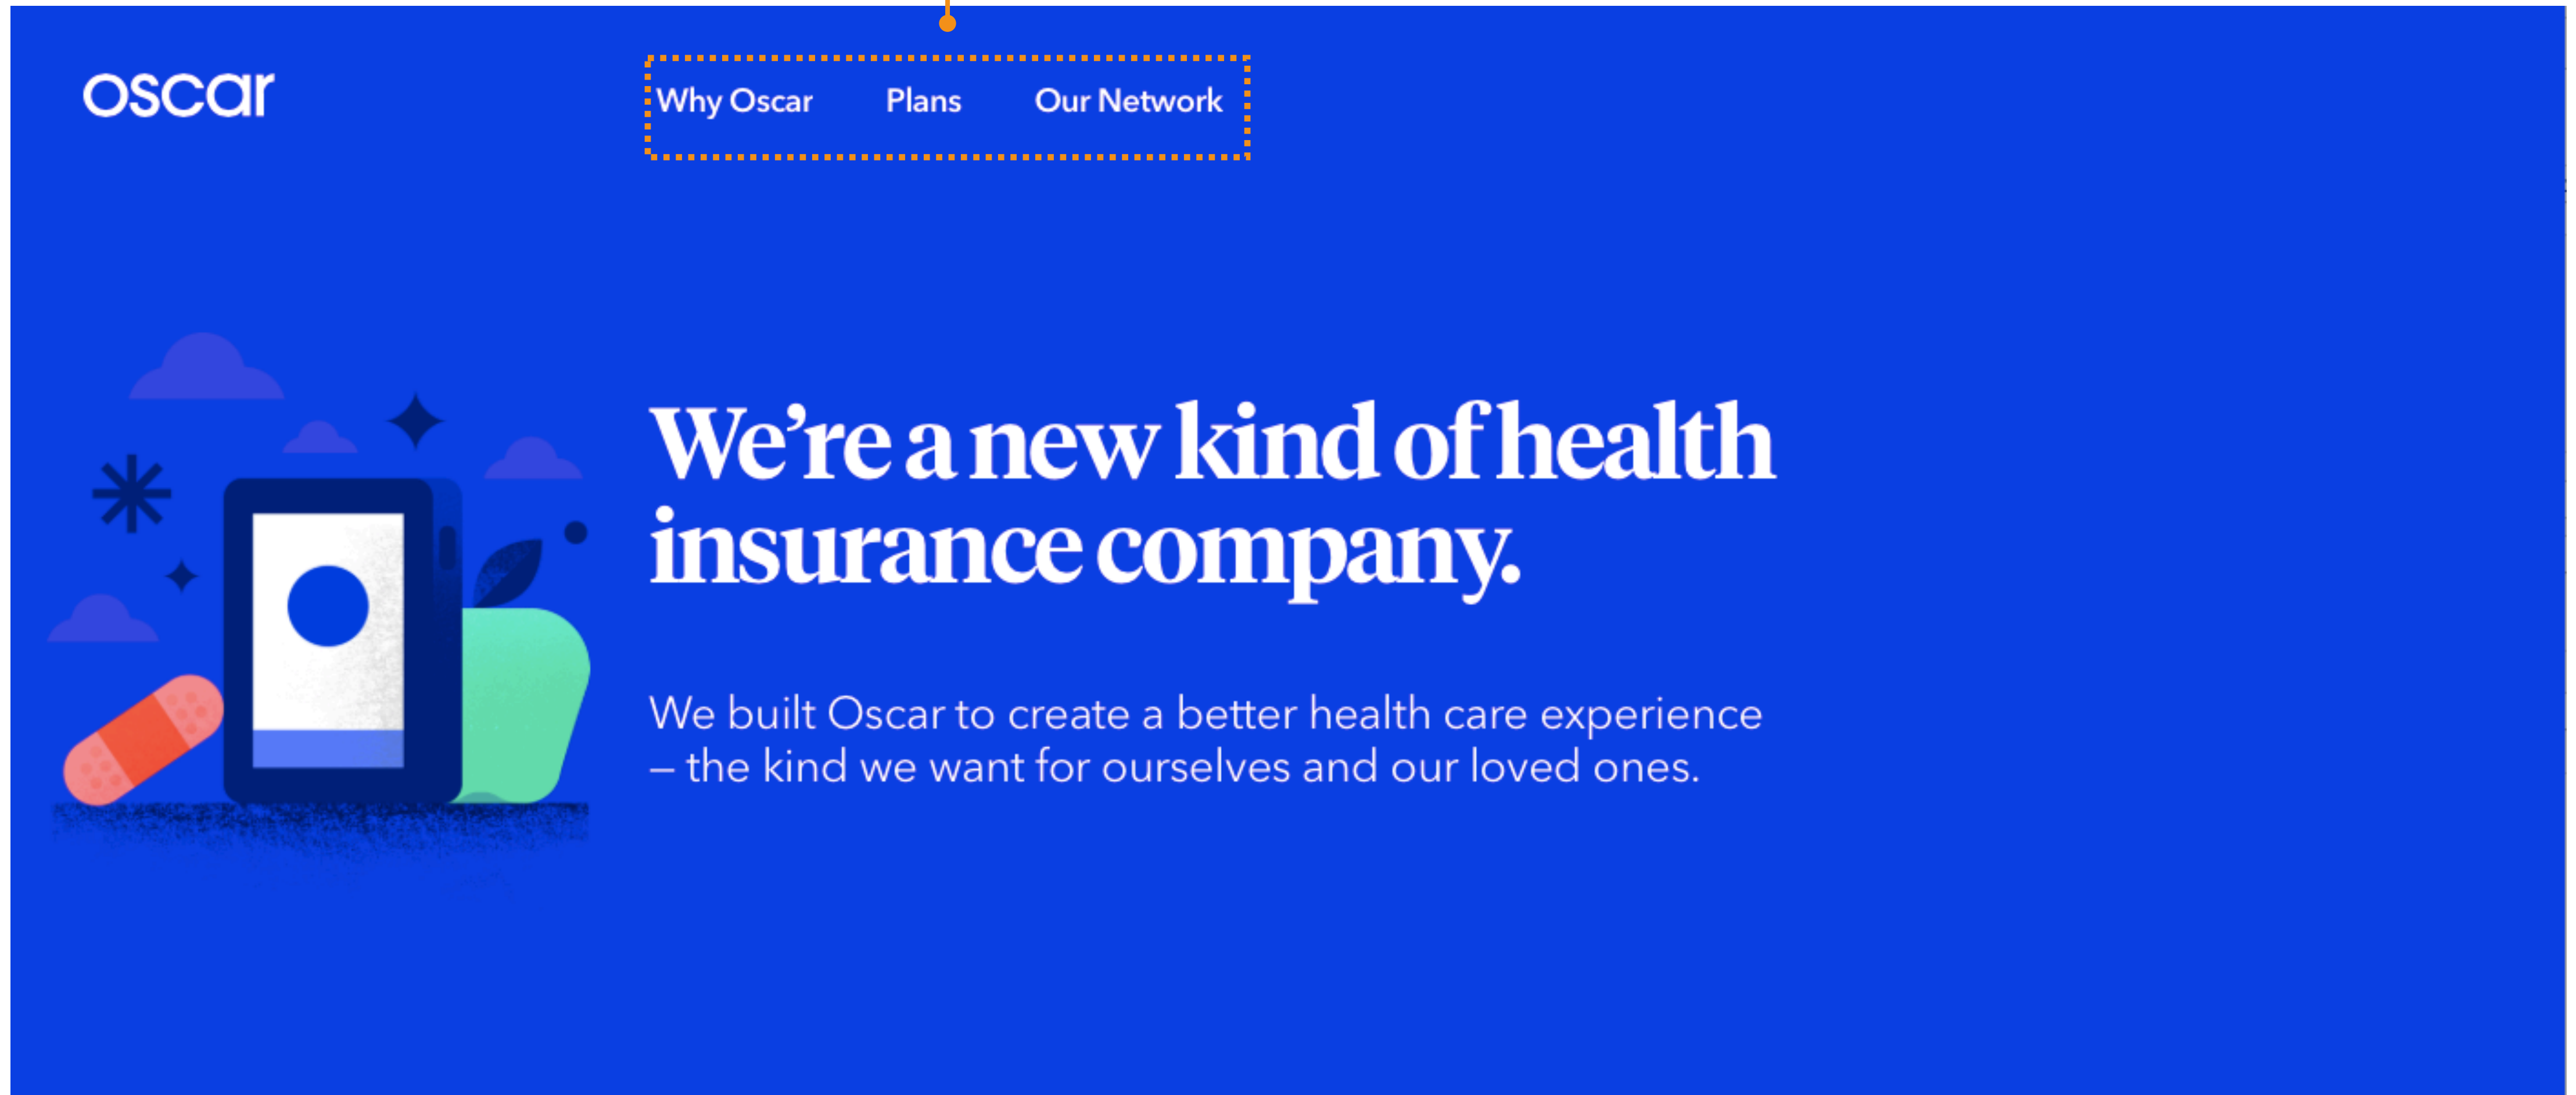 oscar
Why Oscar Plans Our Network
We’re a new kind of health
insurance company.
We built Oscar to create a better health care experience
– the kind we want for ourselves and our loved ones.